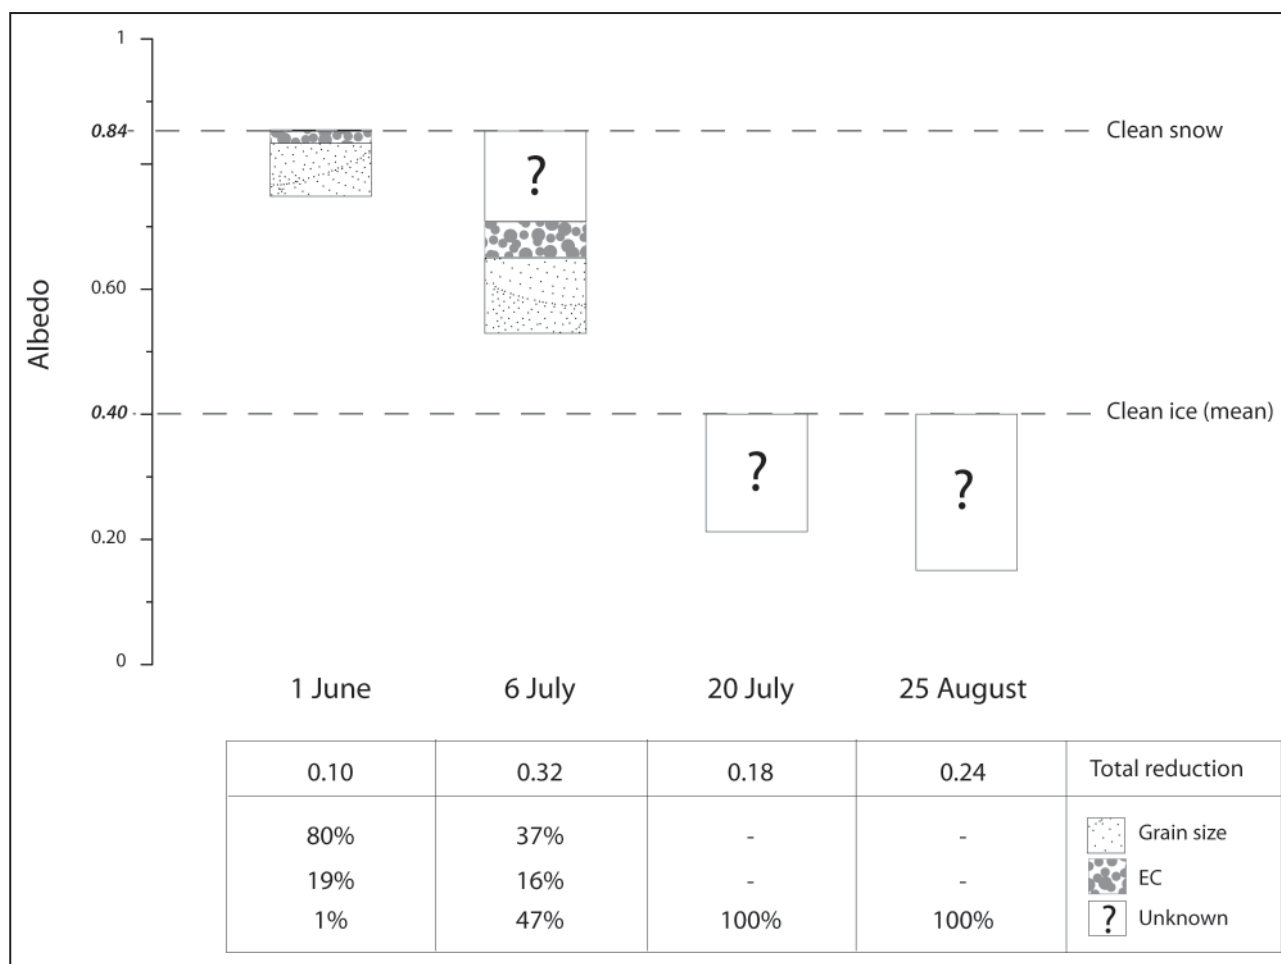 1
0.84
Clean snow
?
0.60
Albedo
0.40
Clean ice (mean)
?
?
0.20
0
1 June
6 July
20 July
25 August
0.10 0.32 0.18 0.24 Total reduction
80% 37% - - Grain size
19% 16% - - EC
1% 47% 100% 100% ? Unknown